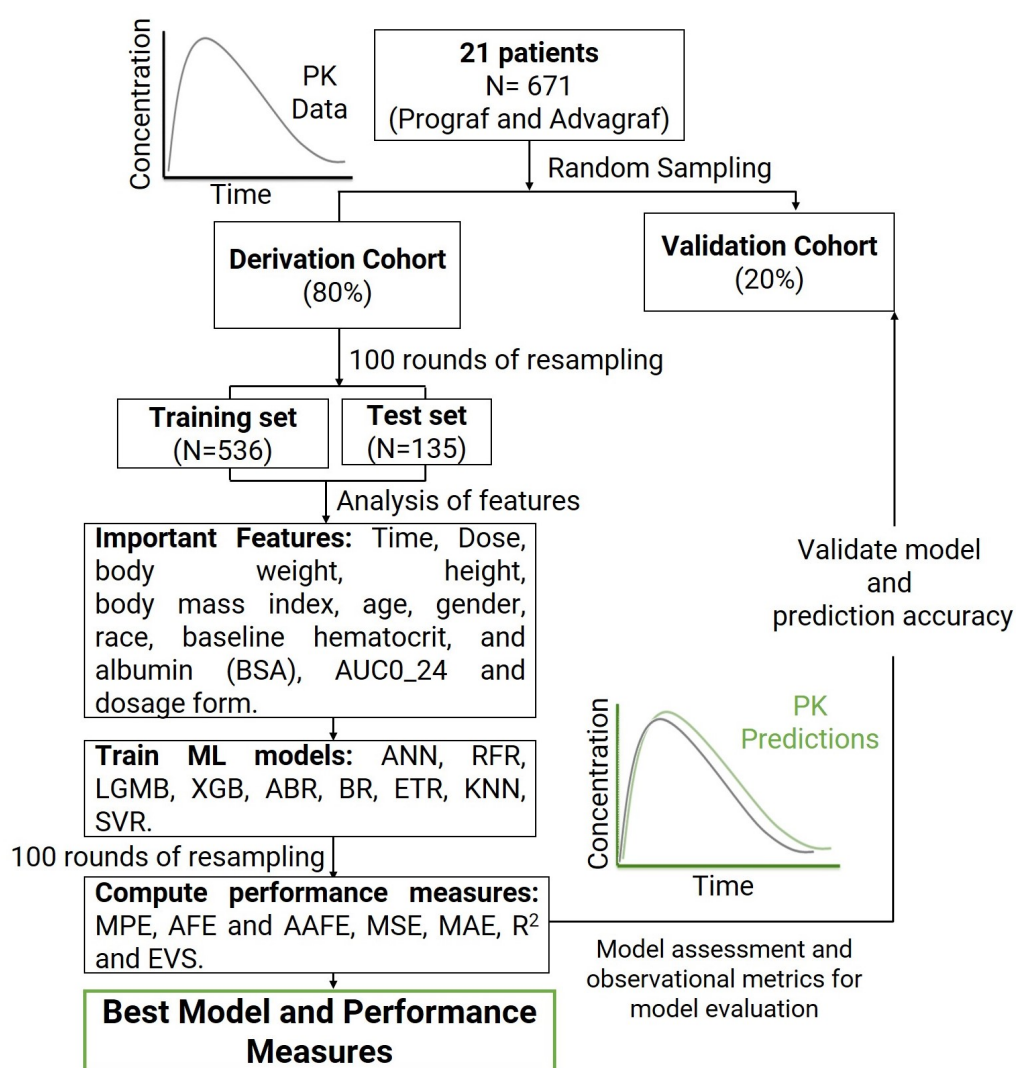 Concentration
Time
PK
Data
21 patients
N= 671
(Prograf and Advagraf)
Random Sampling
Derivation Cohort
(80%)
Validation Cohort
(20%)
100 rounds of resampling
Training set
(N=536)
Test set
(N=135)
Analysis of features
Important Features: Time, Dose,
body weight, height,
body mass index, age, gender,
race, baseline hematocrit, and
albumin (BSA), AUC0_24 and
dosage form.
Train ML models: ANN, RFR,
LGMB, XGB, ABR, BR, ETR, KNN,
SVR.
100 rounds of resampling
Compute performance measures:
MPE, AFE and AAFE, MSE, MAE, R²
and EVS.
Best Model and Performance
Measures
Validate model
and
prediction accuracy
PK
Predictions
Concentration
Time
Model assessment and
observational metrics for
model evaluation